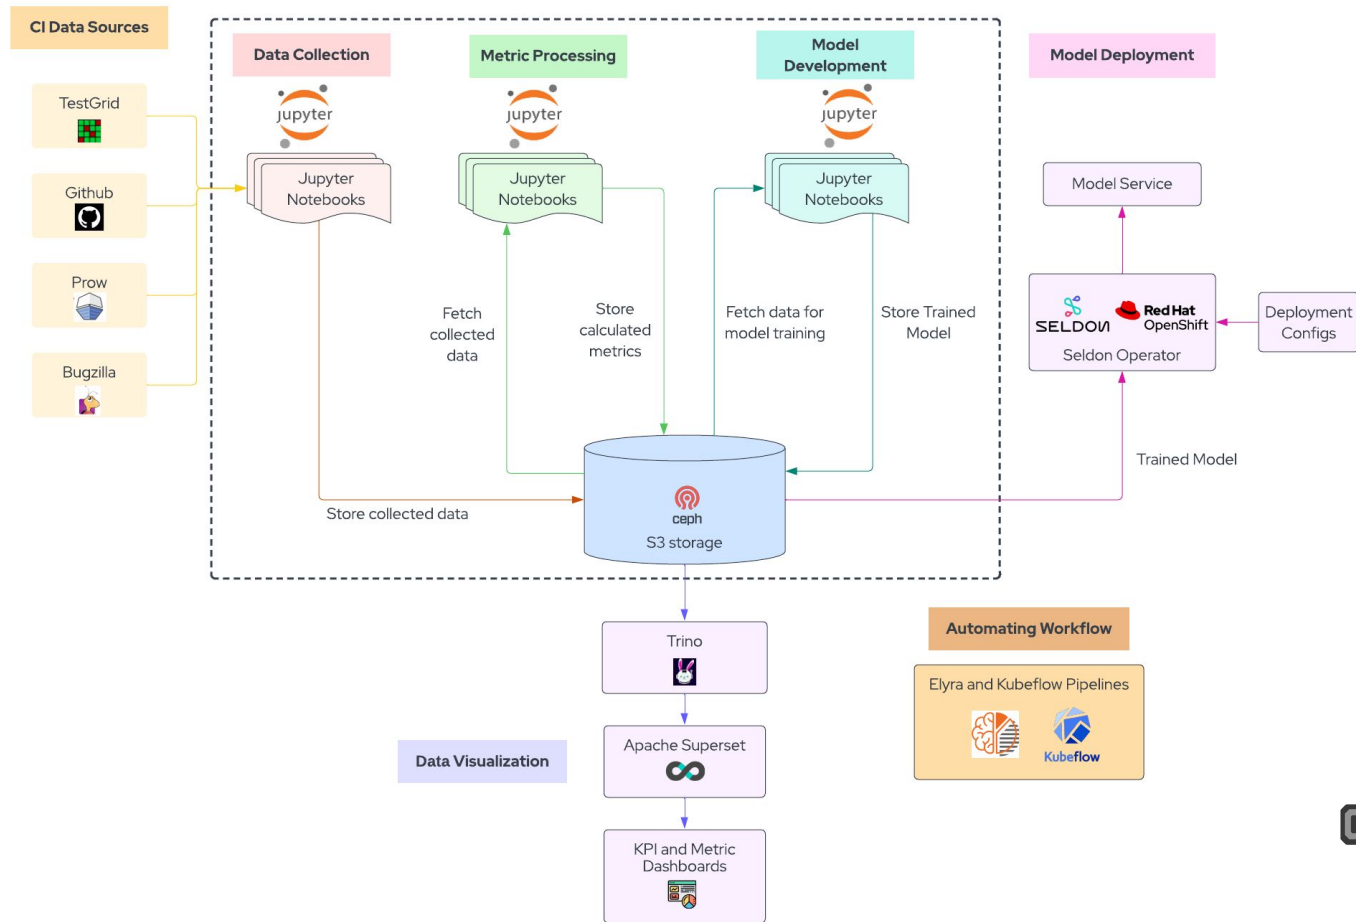 CI Data Sources
TestGrid
Github
Prow
Bugzilla
Data Collection
jupyter
Jupyter
Notebooks
Metric Processing
jupyter
Jupyter
Notebooks
Model
Development
jupyter
Jupyter
Notebooks
Fetch
collected
data
Store
calculated
metrics
Fetch data for
model training
Store Trained
Model
Store collected data
ceph
S3 storage
Model Deployment
Model Service
SELDON
Red Hat
OpenShift
Seldon Operator
Deployment
Configs
Trained Model
Trino
Data Visualization
Apache Superset
KPI and Metric
Dashboards
Automating Workflow
Elyra and Kubeflow Pipelines
Kubeflow